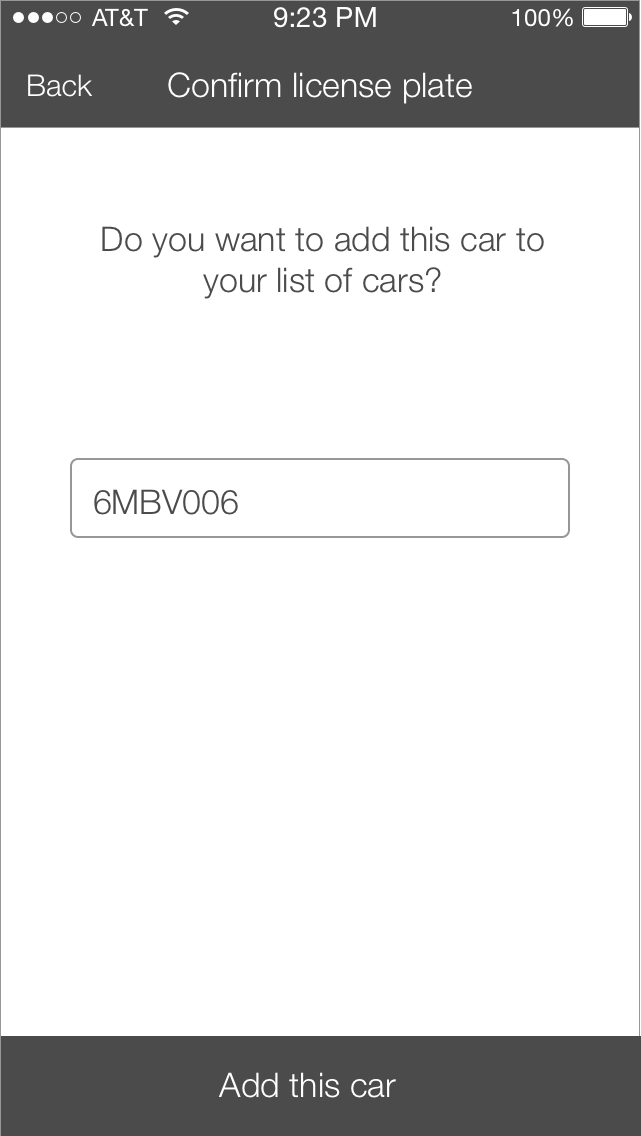 AT&T 9:23 PM 100%
Back Confirm license plate
Do you want to add this car to
your list of cars?
6MBV006
Add this car